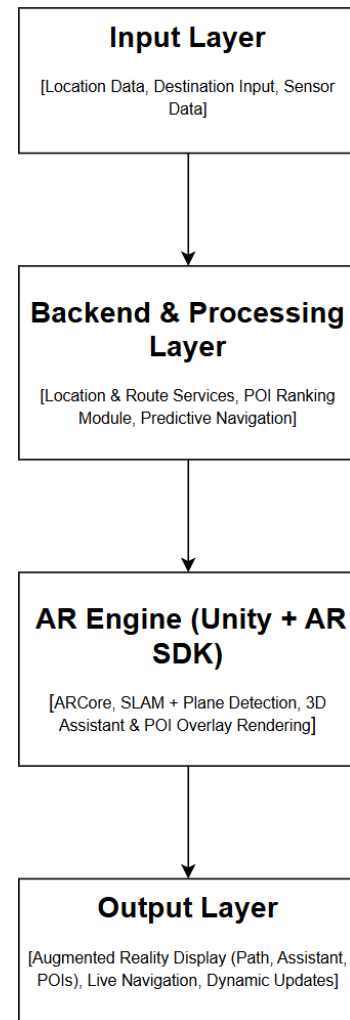 Input Layer
[Location Data, Destination Input, Sensor
Data]
Backend & Processing
Layer
[Location & Route Services, POI Ranking
Module, Predictive Navigation]
AR Engine (Unity + AR
SDK)
[ARCore, SLAM + Plane Detection, 3D
Assistant & POI Overlay Rendering]
Output Layer
[Augmented Reality Display (Path, Assistant,
POIs), Live Navigation, Dynamic Updates]